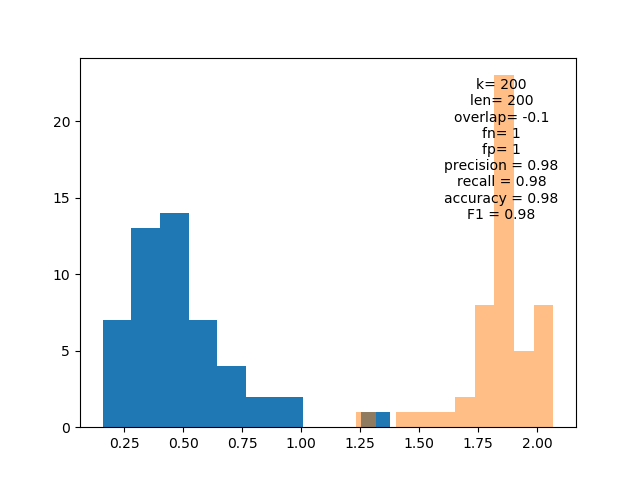 k= 200
len= 200
overlap= -0.1
fn= 1
fp= 1
precision = 0.98
recall = 0.98
accuracy = 0.98
F1 = 0.98
20
15
10
5
0
0.25 0.50 0.75 1.00 1.25 1.50 1.75 2.00